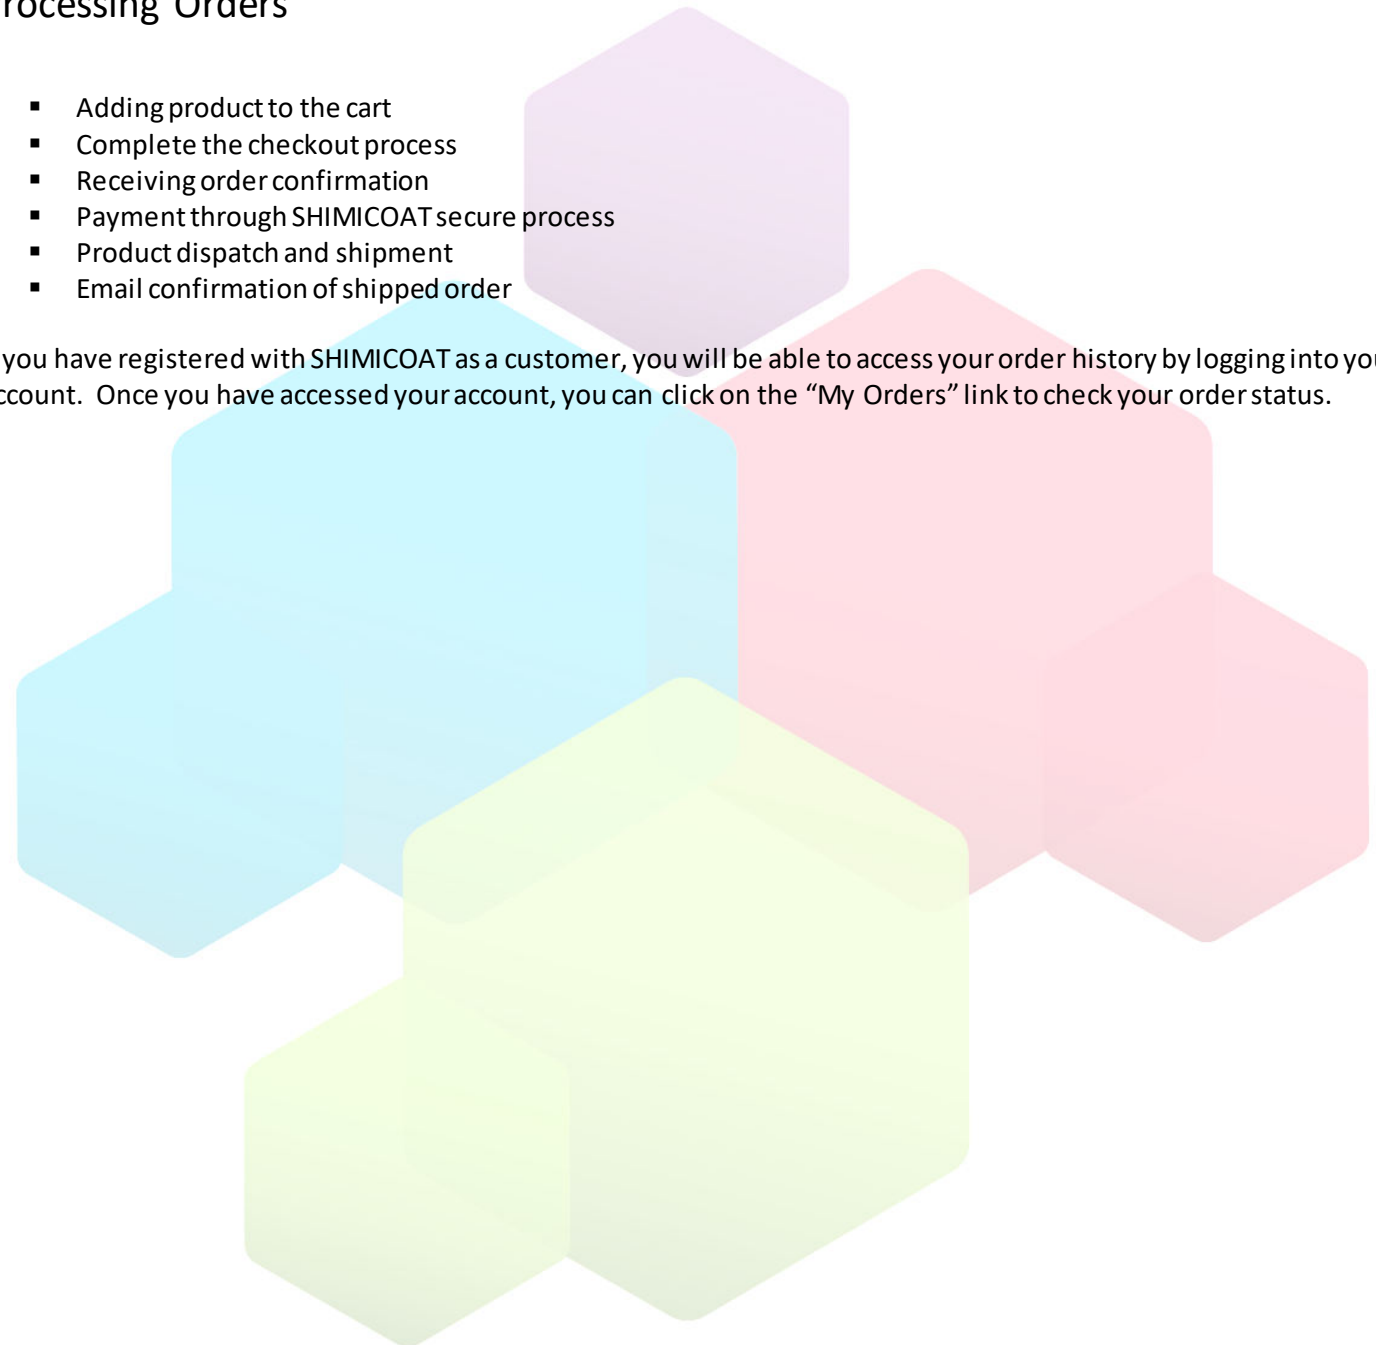 rocessing Orders
▪ Adding product to the cart
▪ Complete the checkout process
▪ Receiving order confirmation
▪ Payment through SHIMICOAT secure process
▪ Product dispatch and shipment
▪ Email confirmation of shipped order
you have registered with SHIMICOAT as a customer, you will be able to access your order history by logging into you
ccount. Once you have accessed your account, you can click on the “My Orders” link to check your order status.